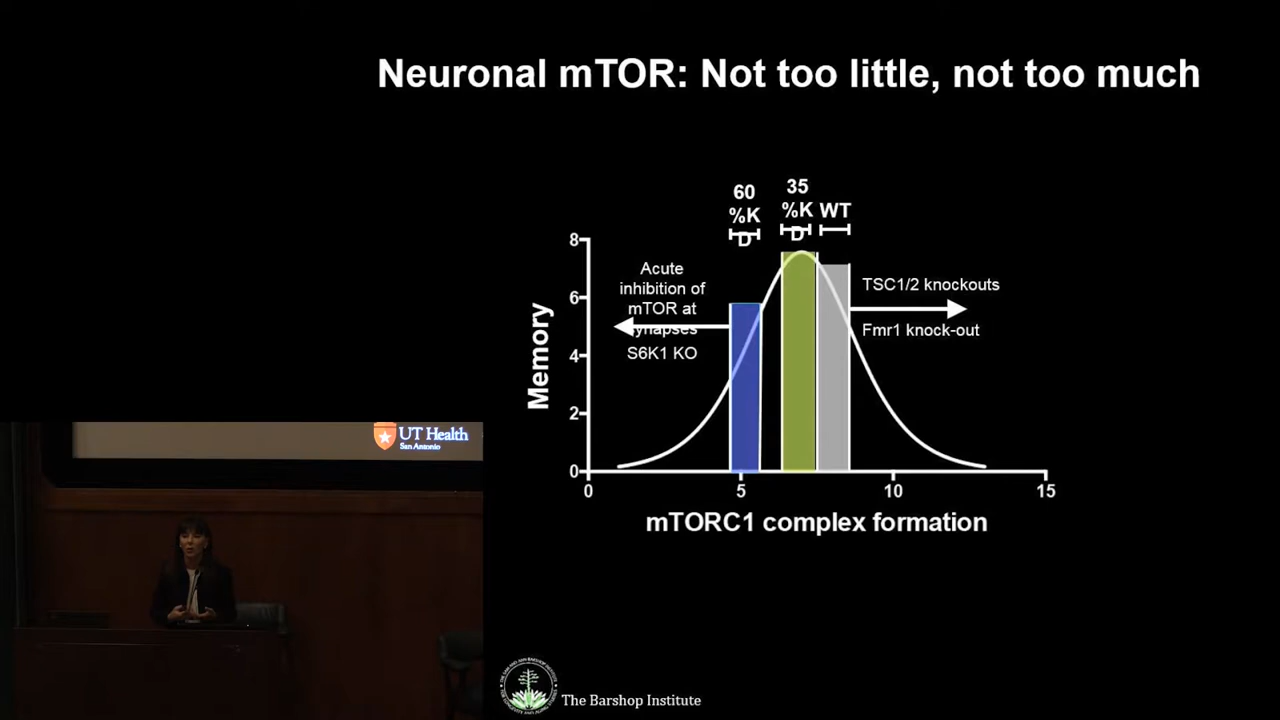 Neuronal mTOR: Not too little, not too much
60
%K
D
35
%K
D
WT
8
6
4
2
0
Memory
Acute
inhibition of
mTOR at
synapses
S6K1 KO
TSC1/2 knockouts
Fmr1 knock-out
0
5
10
15
mTORC1 complex formation
UT Health
San Antonio
The Barshop Institute